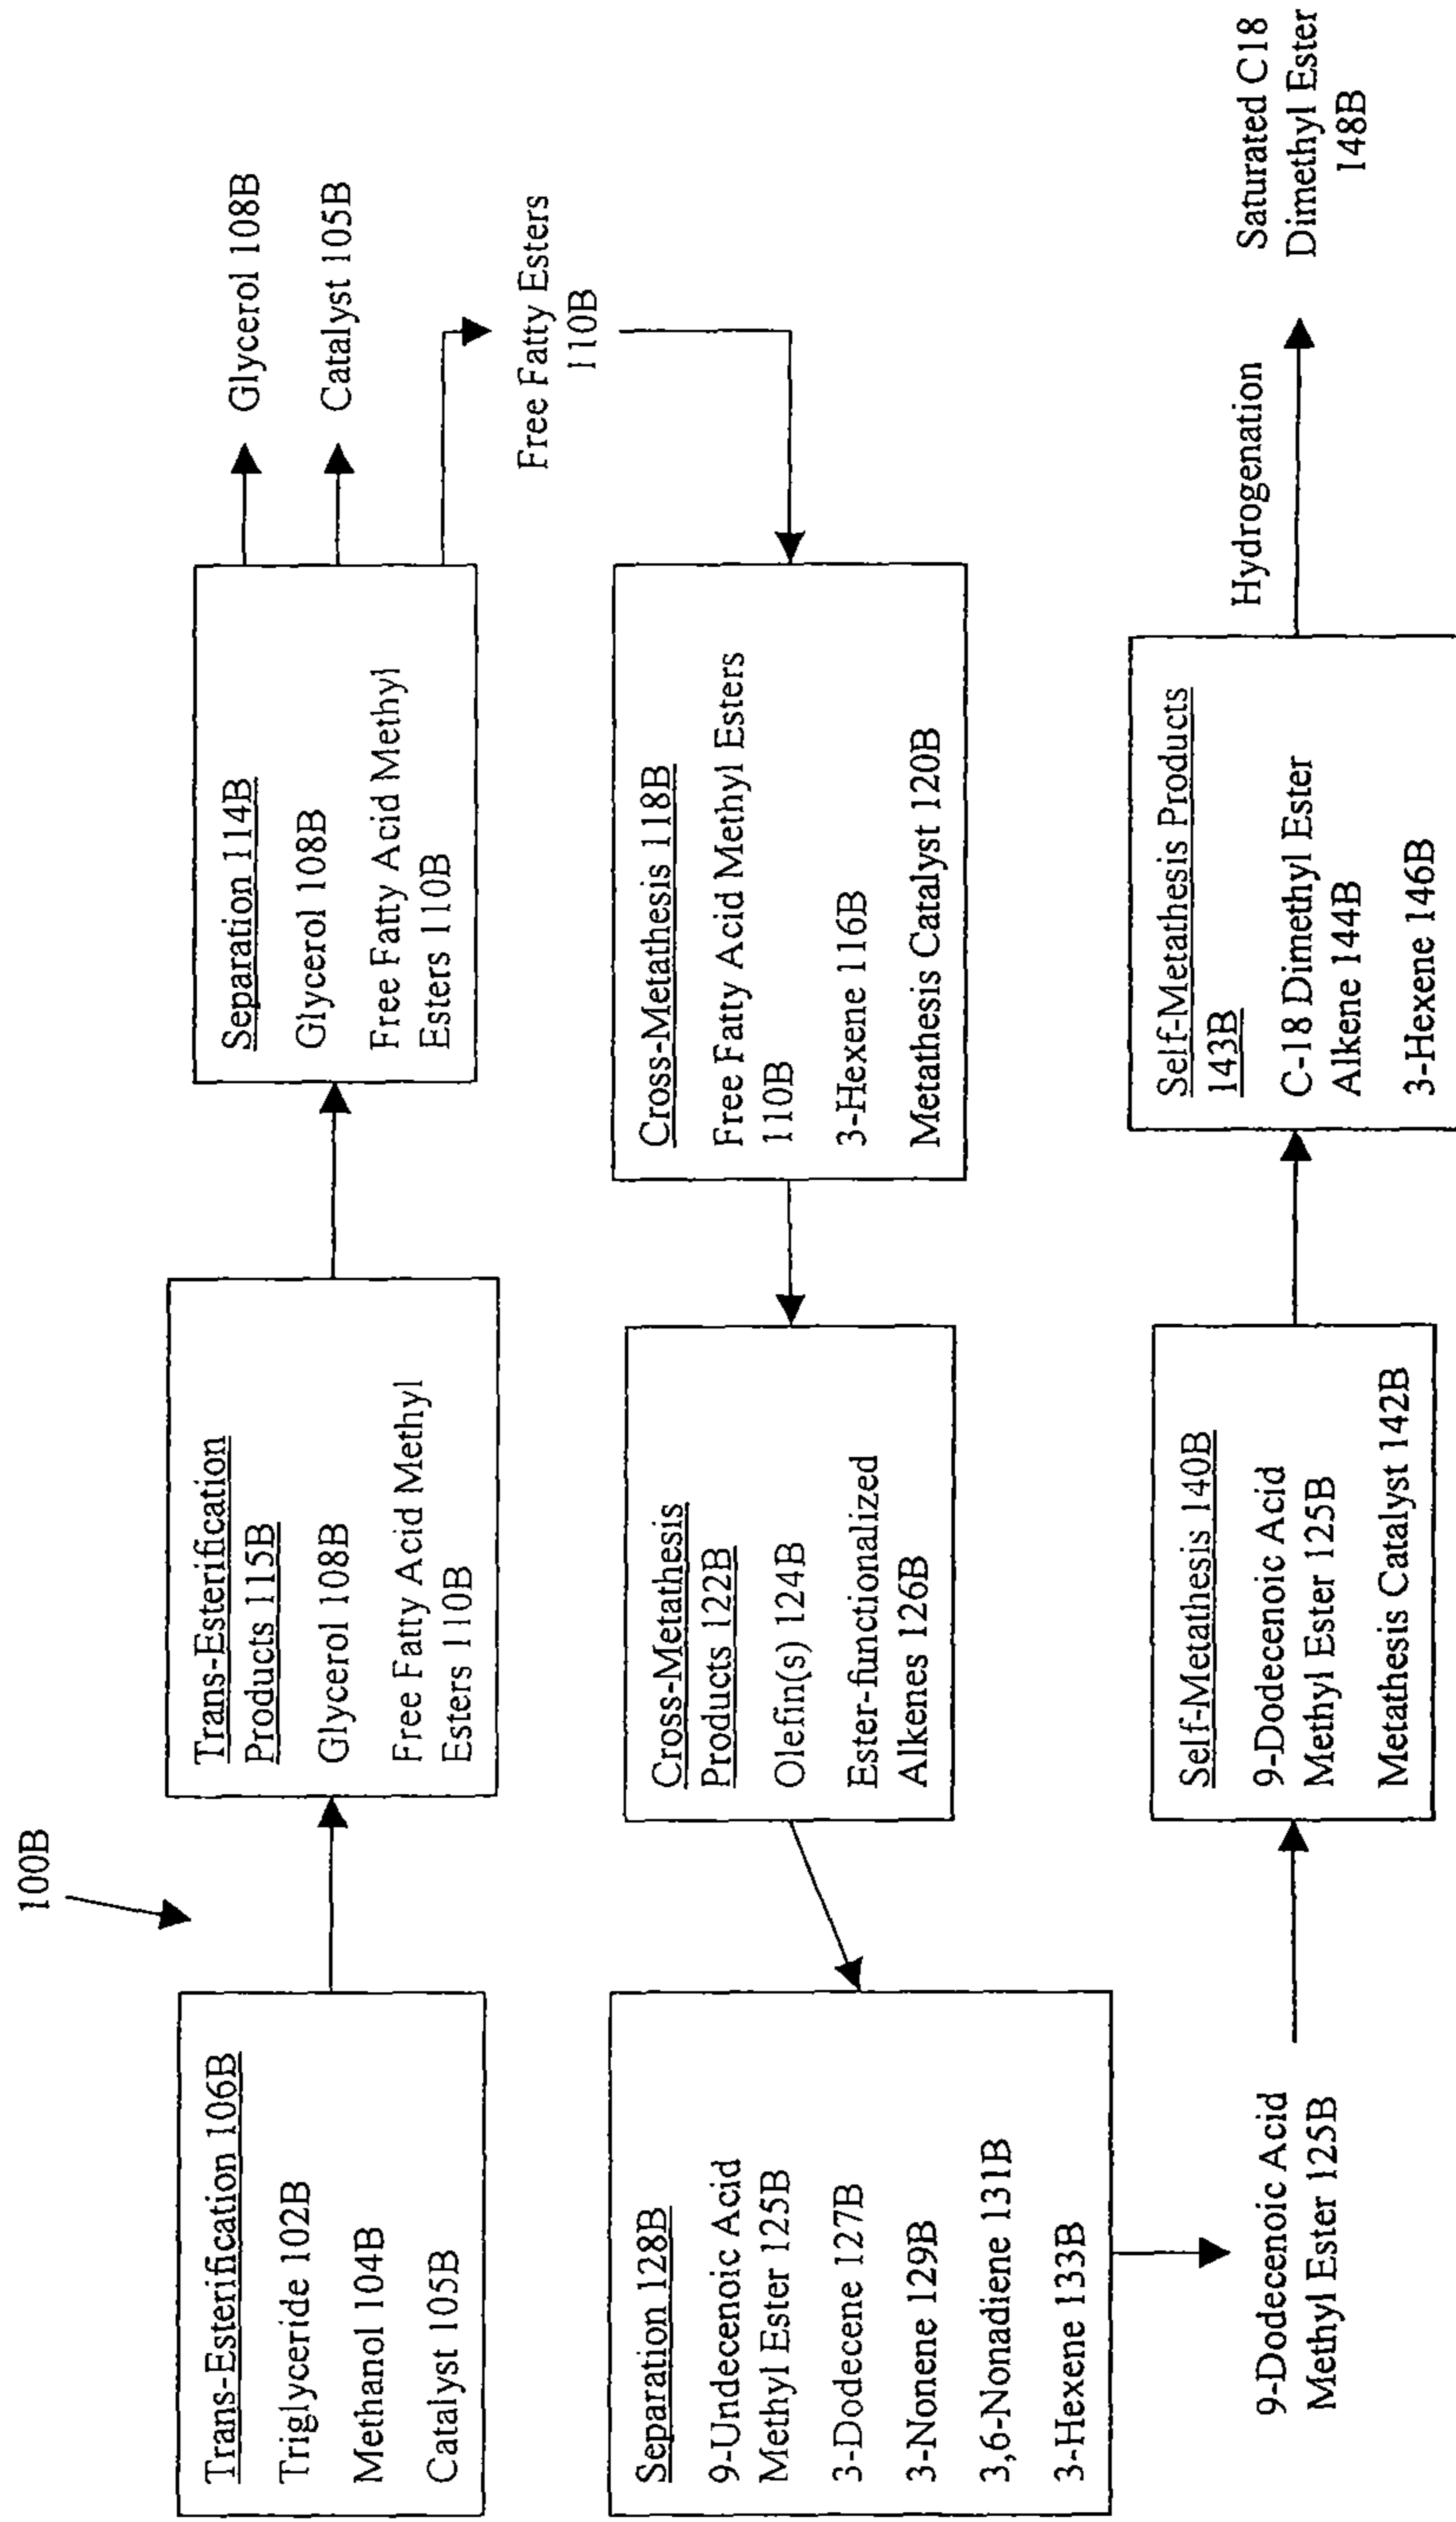 100B
Trans-Esterification 106B
Triglyceride 102B
Methanol 104B
Catalyst 105B
Trans-Esterification
Products 115B
Glycerol 108B
Free Fatty Acid Methyl
Esters 110B
Separation 114B
Glycerol 108B
Free Fatty Acid Methyl
Esters 110B
Glycerol 108B
Catalyst 105B
Free Fatty Esters
110B
Cross-Metathesis 118B
Free Fatty Acid Methyl Esters
110B
3-Hexene 116B
Metathesis Catalyst 120B
Cross-Metathesis
Products 122B
Olefin(s) 124B
Ester-functionalized
Alkenes 126B
Separation 128B
9-Undecenoic Acid
Methyl Ester 125B
3-Dodecene 127B
3-Nonene 129B
3,6-Nonadiene 131B
3-Hexene 133B
9-Dodecenoic Acid
Methyl Ester 125B
Self-Metathesis 140B
9-Dodecenoic Acid
Methyl Ester 125B
Metathesis Catalyst 142B
Self-Metathesis Products
143B
C-18 Dimethyl Ester
Alkene 144B
3-Hexene 146B
Hydrogenation
Saturated C18
Dimethyl Ester
148B